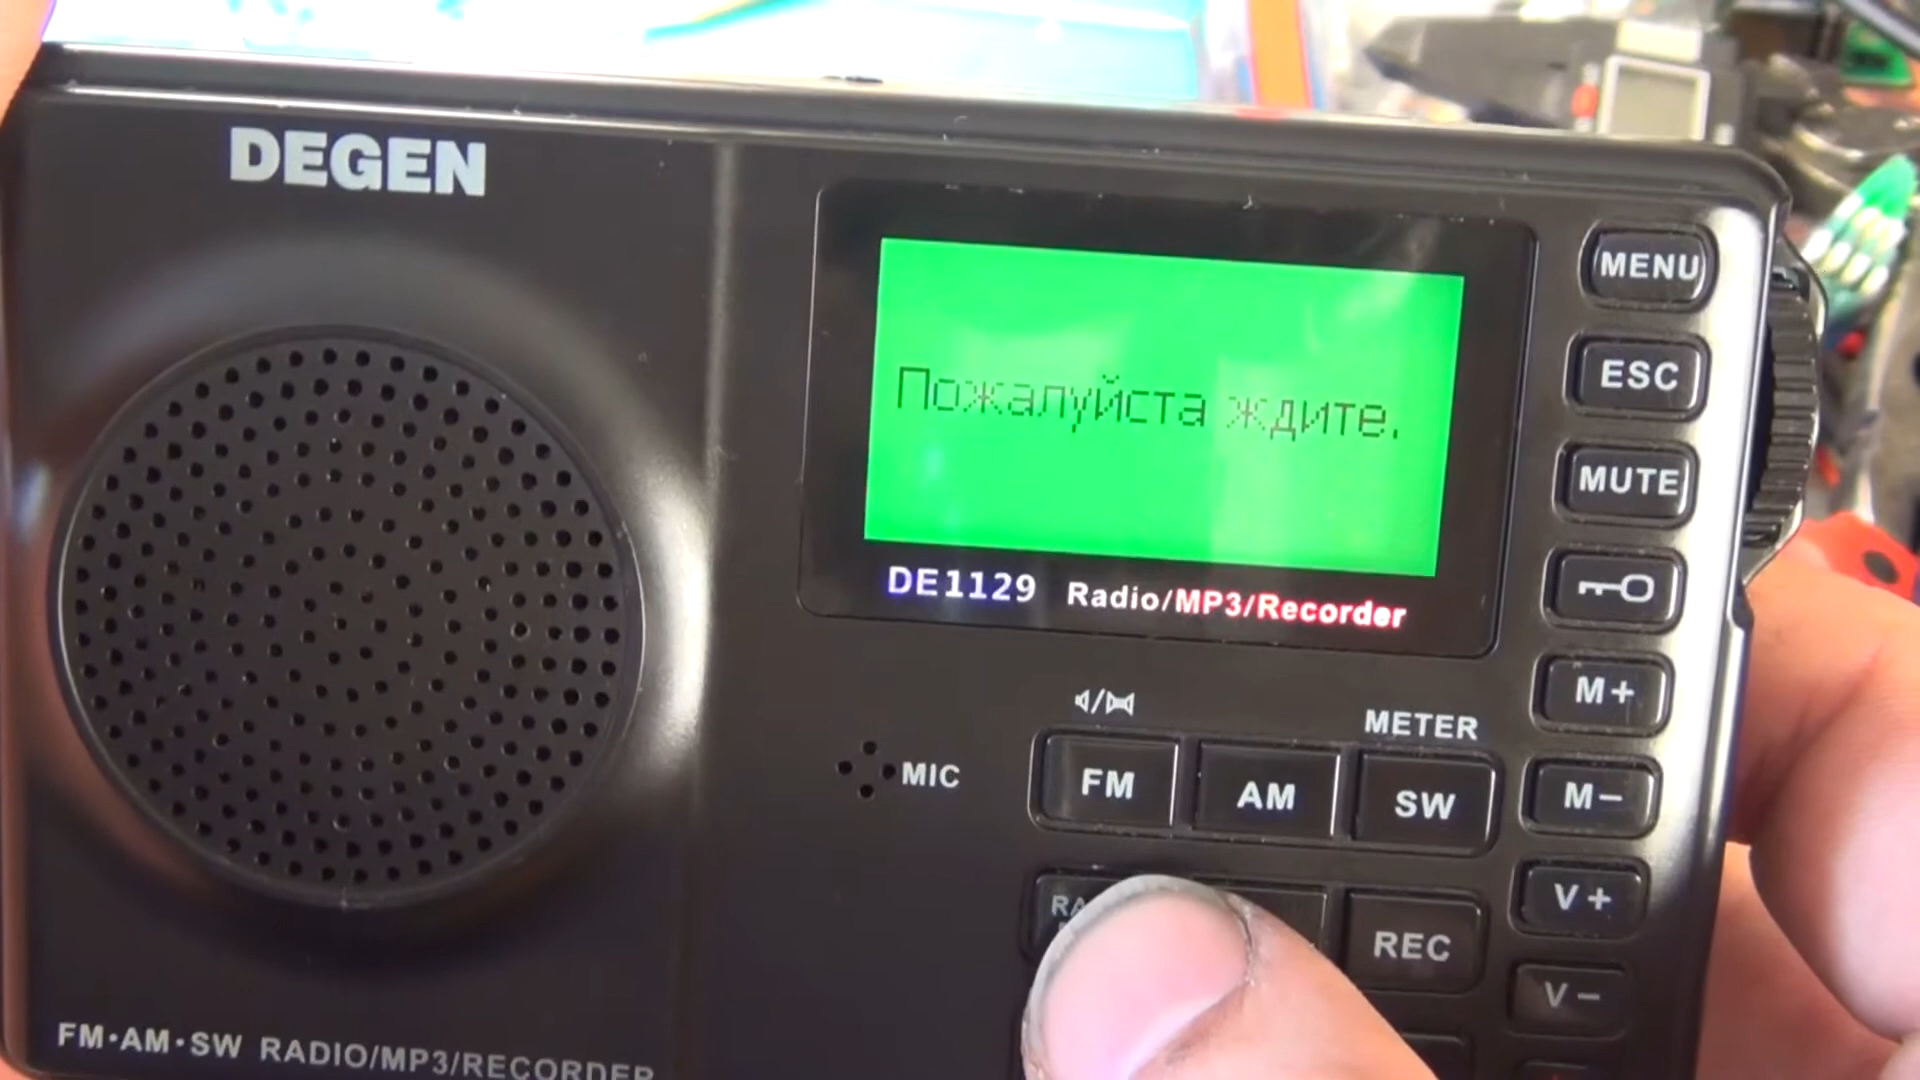 DEGEN
MENU
ESC
Пожалуйста ждите.
MUTE
DE1129 Radio/MP3/Recorder
M+
METER
MIC
FM
AM
SW
M−
V+
REC
V−
FM•AM•SW RADIO/MP3/RECORDER